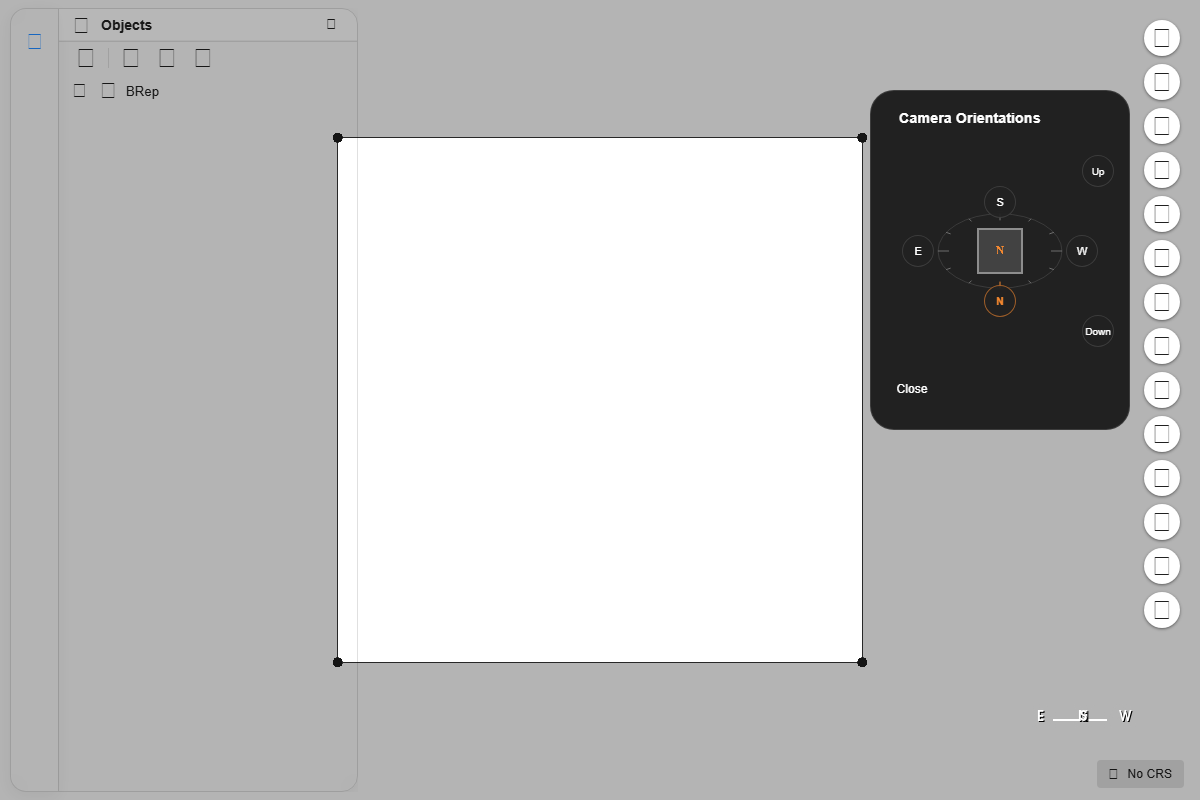 Objects
BRep
Camera Orientations
Up
S
E
N
W
N
Down
Close
E
W
No CRS